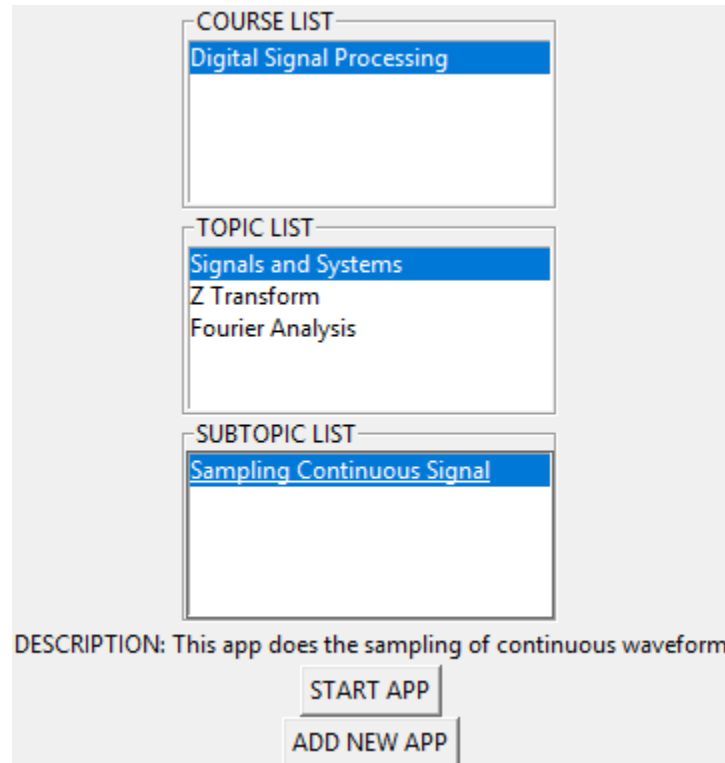 COURSE LIST
Digital Signal Processing
TOPIC LIST
Signals and Systems
Z Transform
Fourier Analysis
SUBTOPIC LIST
Sampling Continuous Signal
DESCRIPTION: This app does the sampling of continuous waveform
START APP
ADD NEW APP